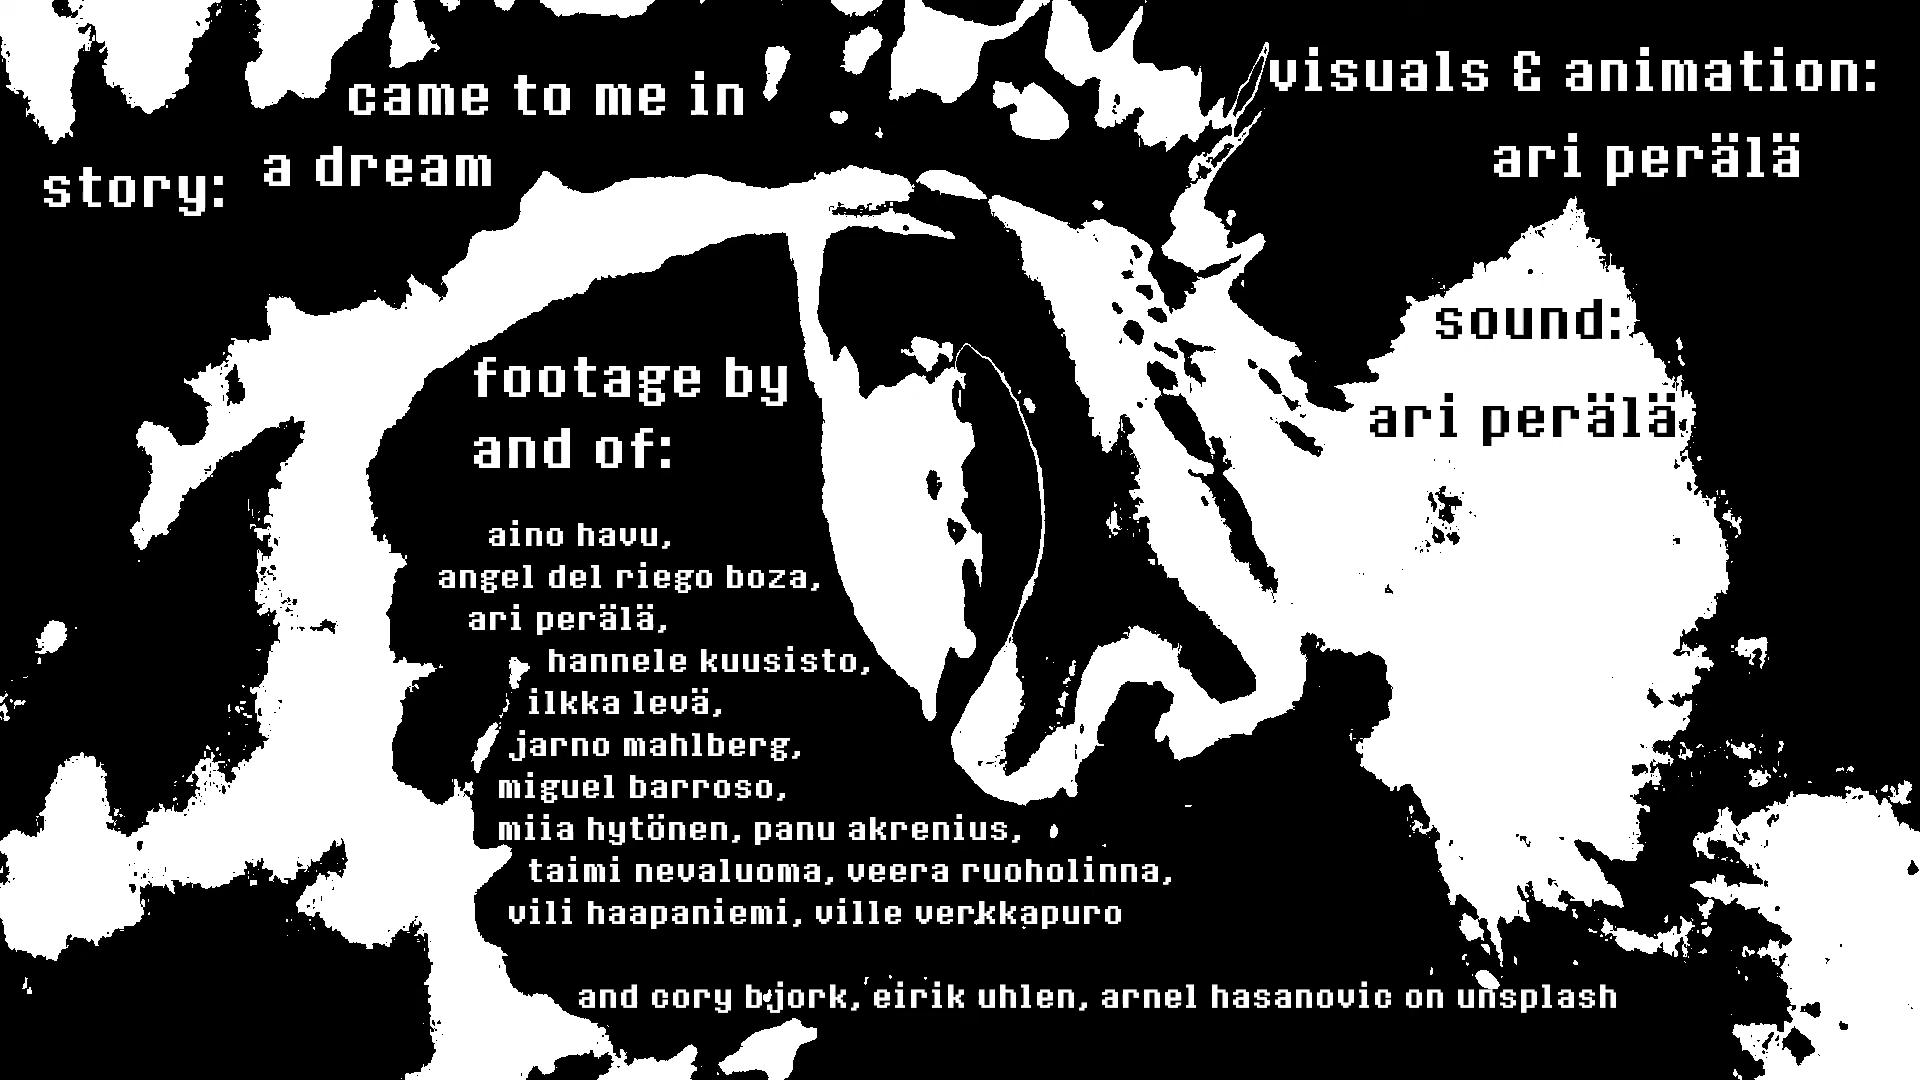 story:
came to me in
a dream
visuals & animation:
ari perälä
sound:
ari perälä
footage by
and of:
aino havu,
angel del riego boza,
ari perälä,
hannele kuusisto,
ilkka levä,
jarno mahlberg,
miguel barroso,
miia hytönen, panu akrenius,
taimi nevaluoma, veera ruoholinna,
vili haapaniemi, ville verkkapuro
and cory bjork, eirik uhlen, arnel hasanovic on unsplash